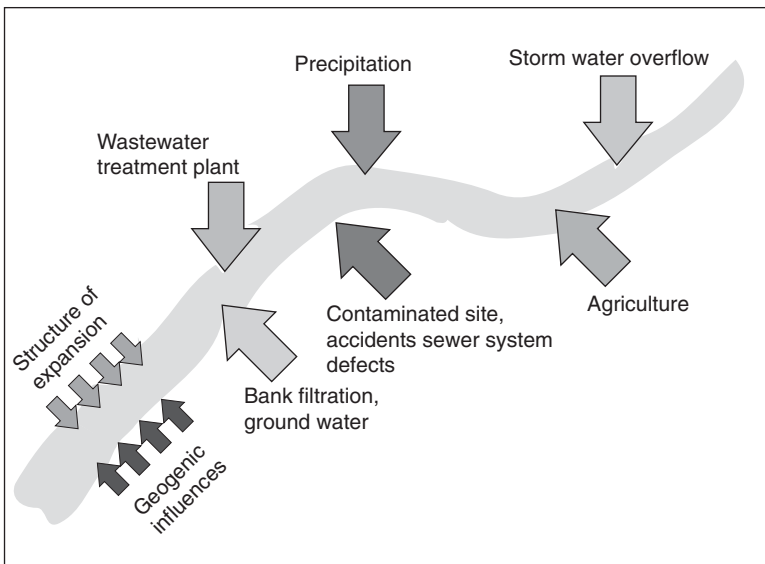 Precipitation
Storm water overflow
Wastewater
treatment plant
Agriculture
Contaminated site,
accidents sewer system
defects
Structure of
expansion
Bank filtration,
ground water
Geogenic
influences